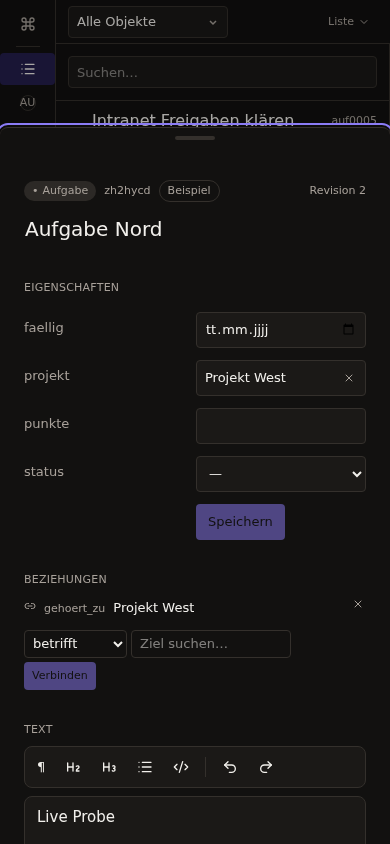 Alle Objekte
Liste
Suchen...
AU
Intranet Freigaben klären auf0005
• Aufgabe zh2hycd Beispiel Revision 2
Aufgabe Nord
EIGENSCHAFTEN
faellig tt.mm.jjjj
projekt Projekt West
punkte
status —
Speichern
BEZIEHUNGEN
gehoert_zu Projekt West
betrifft Ziel suchen...
Verbinden
TEXT
¶ H2 H3
Live Probe